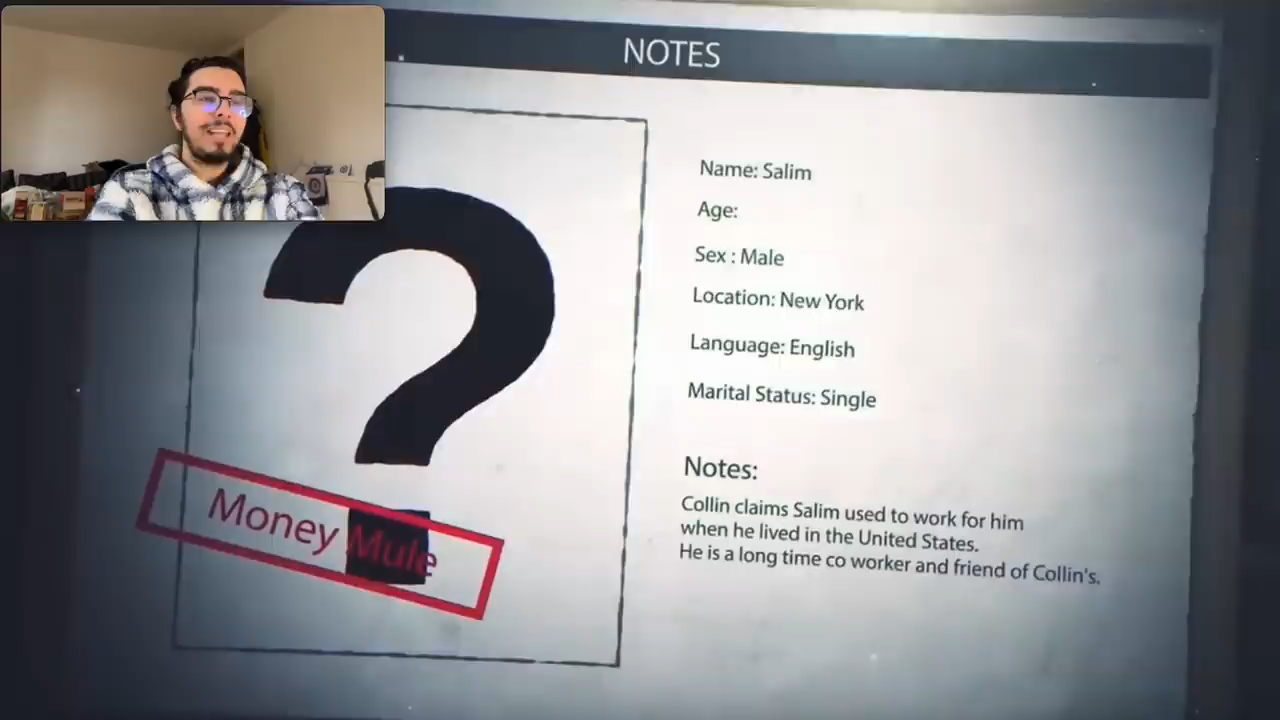 NOTES
Name: Salim
Age:
Sex : Male
Location: New York
Language: English
Marital Status: Single
Money Mule
Notes:
Collin claims Salim used to work for him
when he lived in the United States.
He is a long time co worker and friend of Collin's.